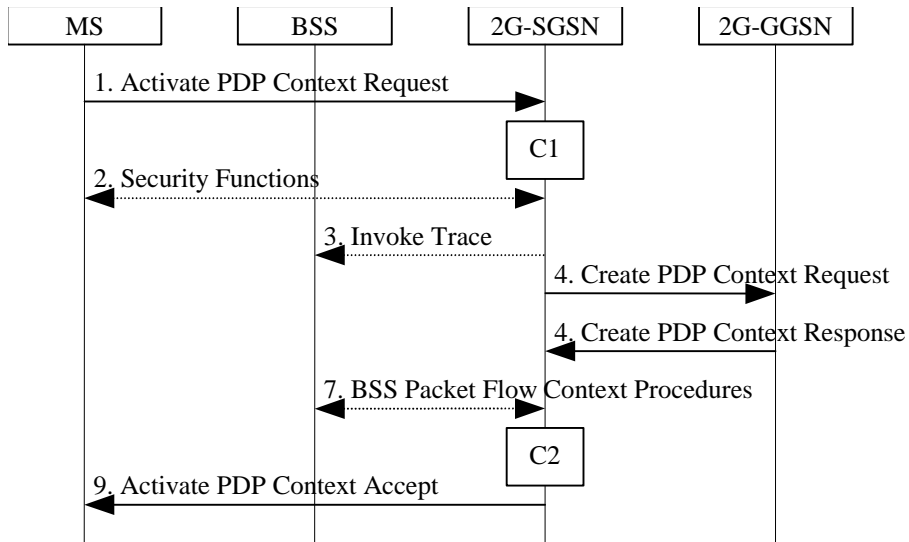 MS BSS 2G-SGSN 2G-GGSN
1. Activate PDP Context Request
C1
2. Security Functions
3. Invoke Trace
4. Create PDP Context Request
4. Create PDP Context Response
7. BSS Packet Flow Context Procedures
C2
9. Activate PDP Context Accept